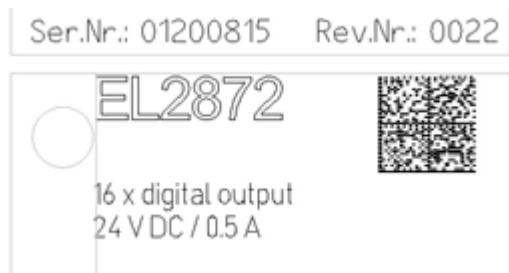 Ser.Nr.: 01200815 Rev.Nr.: 0022
EL2872
16 x digital output
24 V DC / 0.5 A